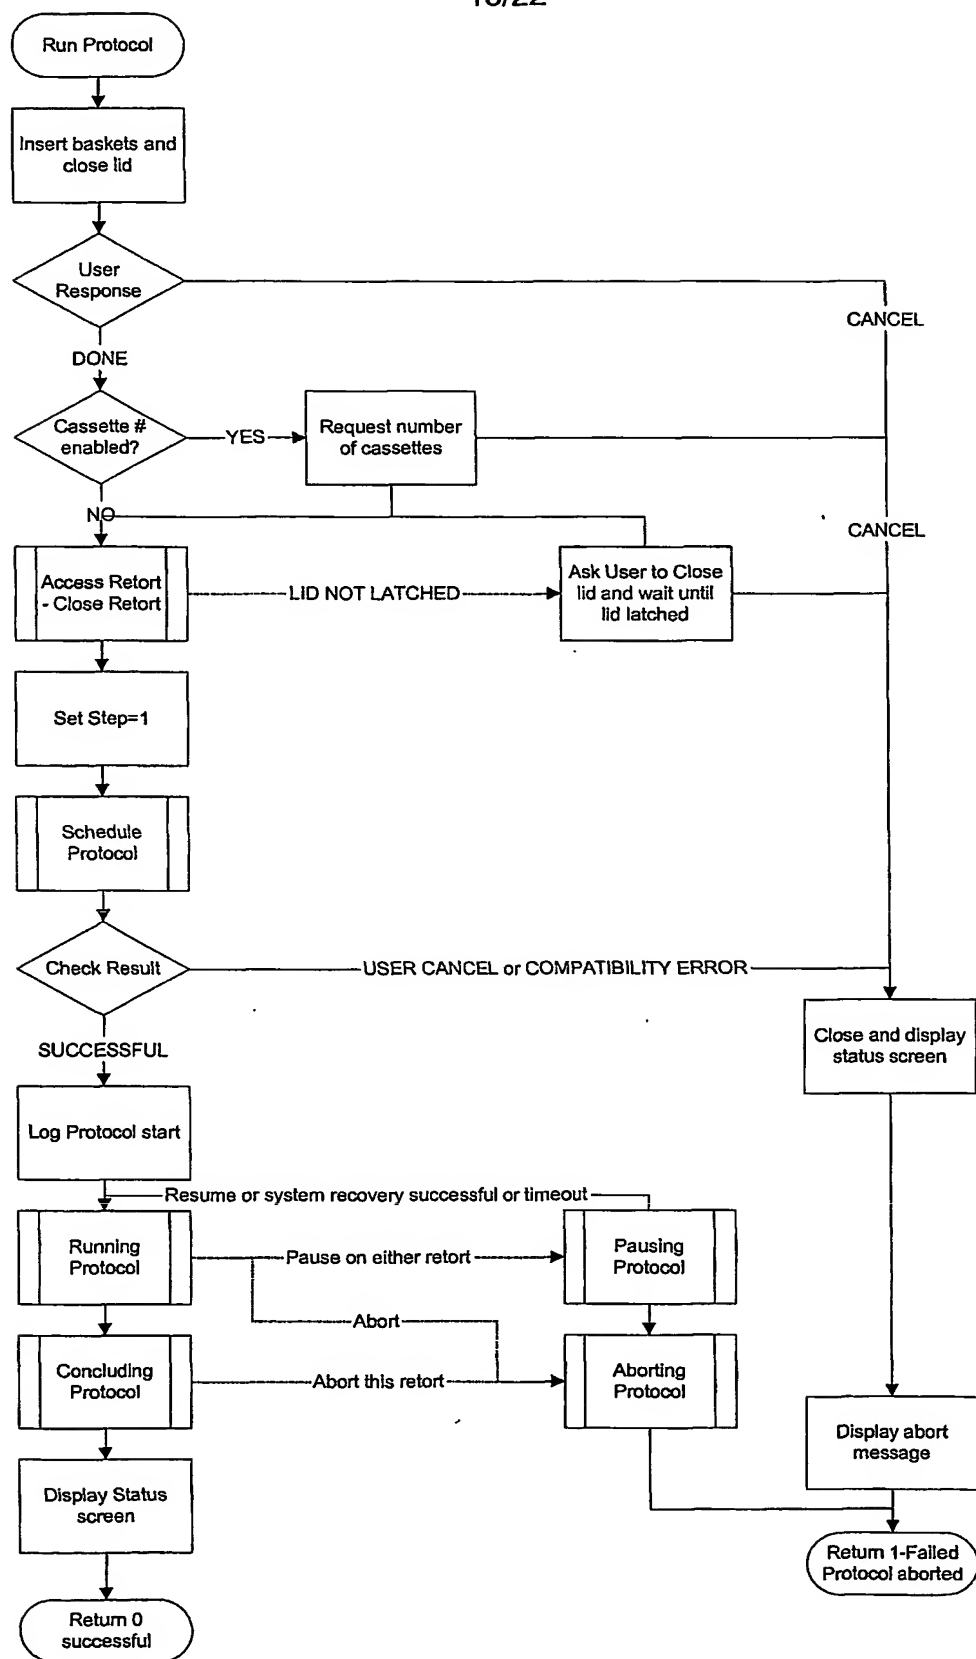 Run Protocol
Insert baskets and
close lid
User
Response
CANCEL
DONE
Cassette #
enabled?
YES
Request number
of cassettes
NO
CANCEL
Access Retort
- Close Retort
LID NOT LATCHED
Ask User to Close
lid and wait until
lid latched
Set Step=1
Schedule
Protocol
Check Result
USER CANCEL or COMPATIBILITY ERROR
SUCCESSFUL
Close and display
status screen
Log Protocol start
Resume or system recovery successful or timeout
Running
Protocol
Pause on either retort
Pausing
Protocol
Abort
Concluding
Protocol
Abort this retort
Aborting
Protocol
Display abort
message
Display Status
screen
Return 1-Failed
Protocol aborted
Return 0
successful